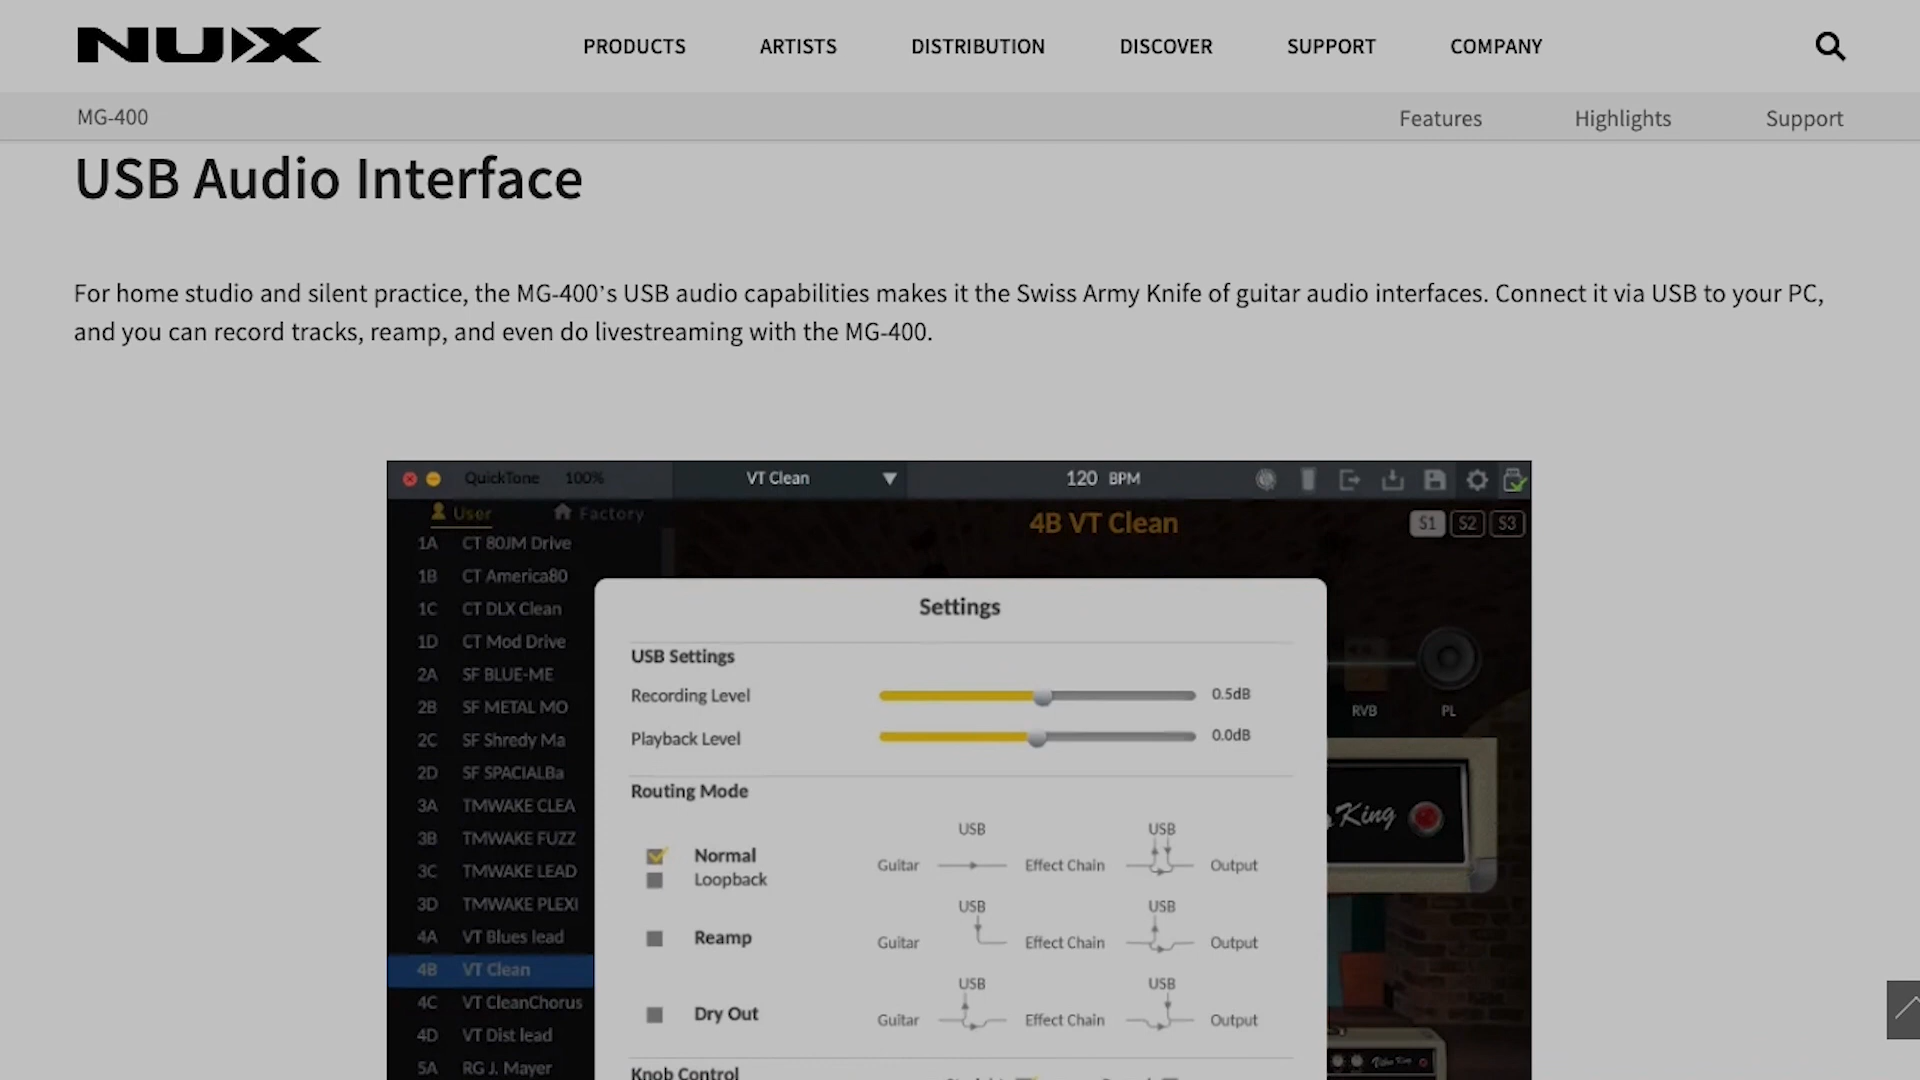 NUX
PRODUCTS
ARTISTS
DISTRIBUTION
DISCOVER
SUPPORT
COMPANY
MG-400
Features
Highlights
Support
USB Audio Interface
For home studio and silent practice, the MG-400's USB audio capabilities makes it the Swiss Army Knife of guitar audio interfaces. Connect it via USB to your PC,
and you can record tracks, reamp, and even do livestreaming with the MG-400.
QuickTone 100%
VT Clean
120 BPM
User
Factory
4B VT Clean
S1 S2 S3
1A CT 80JM Drive
1B CT America80
1C CT DLX Clean
1D CT Mod Drive
2A SF BLUE-ME
2B SF METAL MO
2C SF Shredy Ma
2D SF SPACIALBa
3A TMWAKE CLEA
3B TMWAKE FUZZ
3C TMWAKE LEAD
3D TMWAKE PLEXI
4A VT Blues lead
4B VT Clean
4C VT CleanChorus
4D VT Dist lead
5A RG J. Mayer
Settings
USB Settings
Recording Level
0.5dB
Playback Level
0.0dB
Routing Mode
USB USB
Normal
Guitar Effect Chain Output
Loopback
USB USB
Reamp
Guitar Effect Chain Output
USB USB
Dry Out
Guitar Effect Chain Output
Knob Control
RVB
PL
King